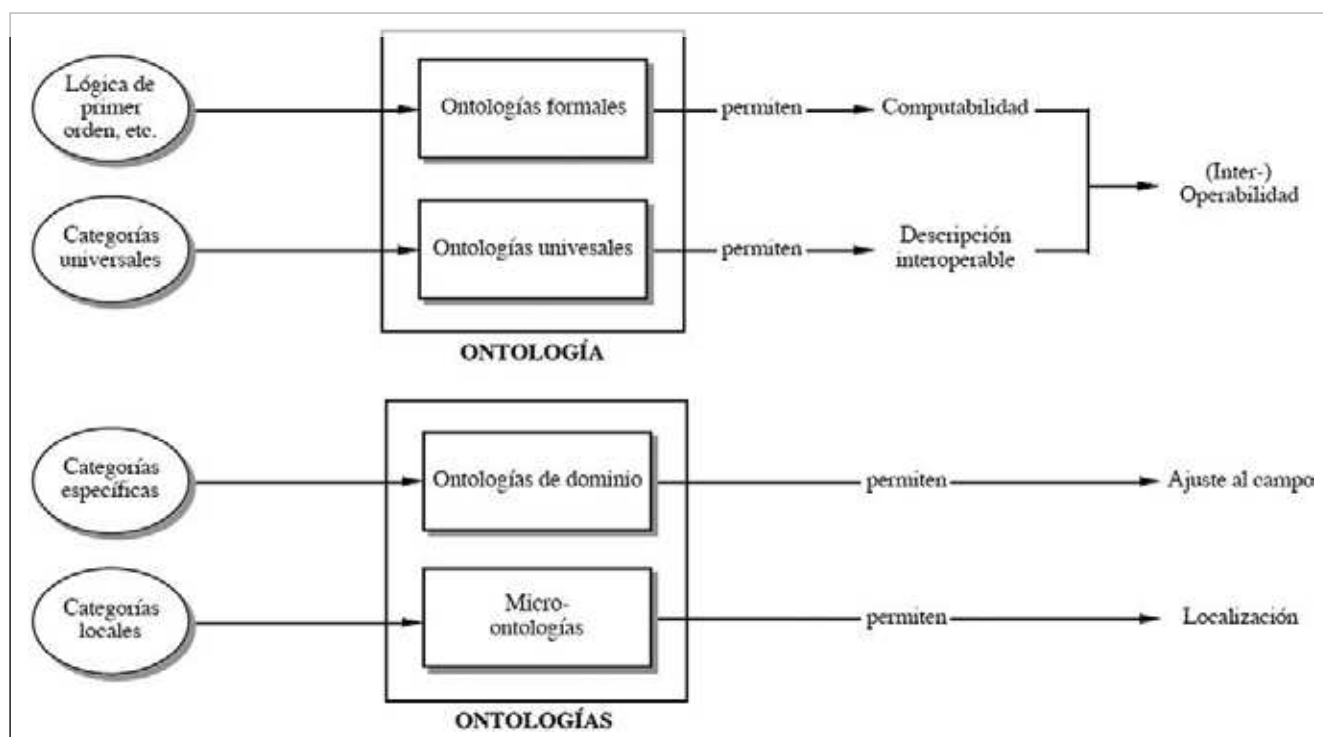 Lógica de
primer
orden, etc.
Ontologías formales
permiten
Computabilidad
(Inter-)
Operabilidad
Categorías
universales
Ontologías univesales
permiten
Descripción
interoperable
ONTOLOGÍA
Categorías
específicas
Ontologías de dominio
permiten
Ajuste al campo
Categorías
locales
Micro-
ontologías
permiten
Localización
ONTOLOGÍAS